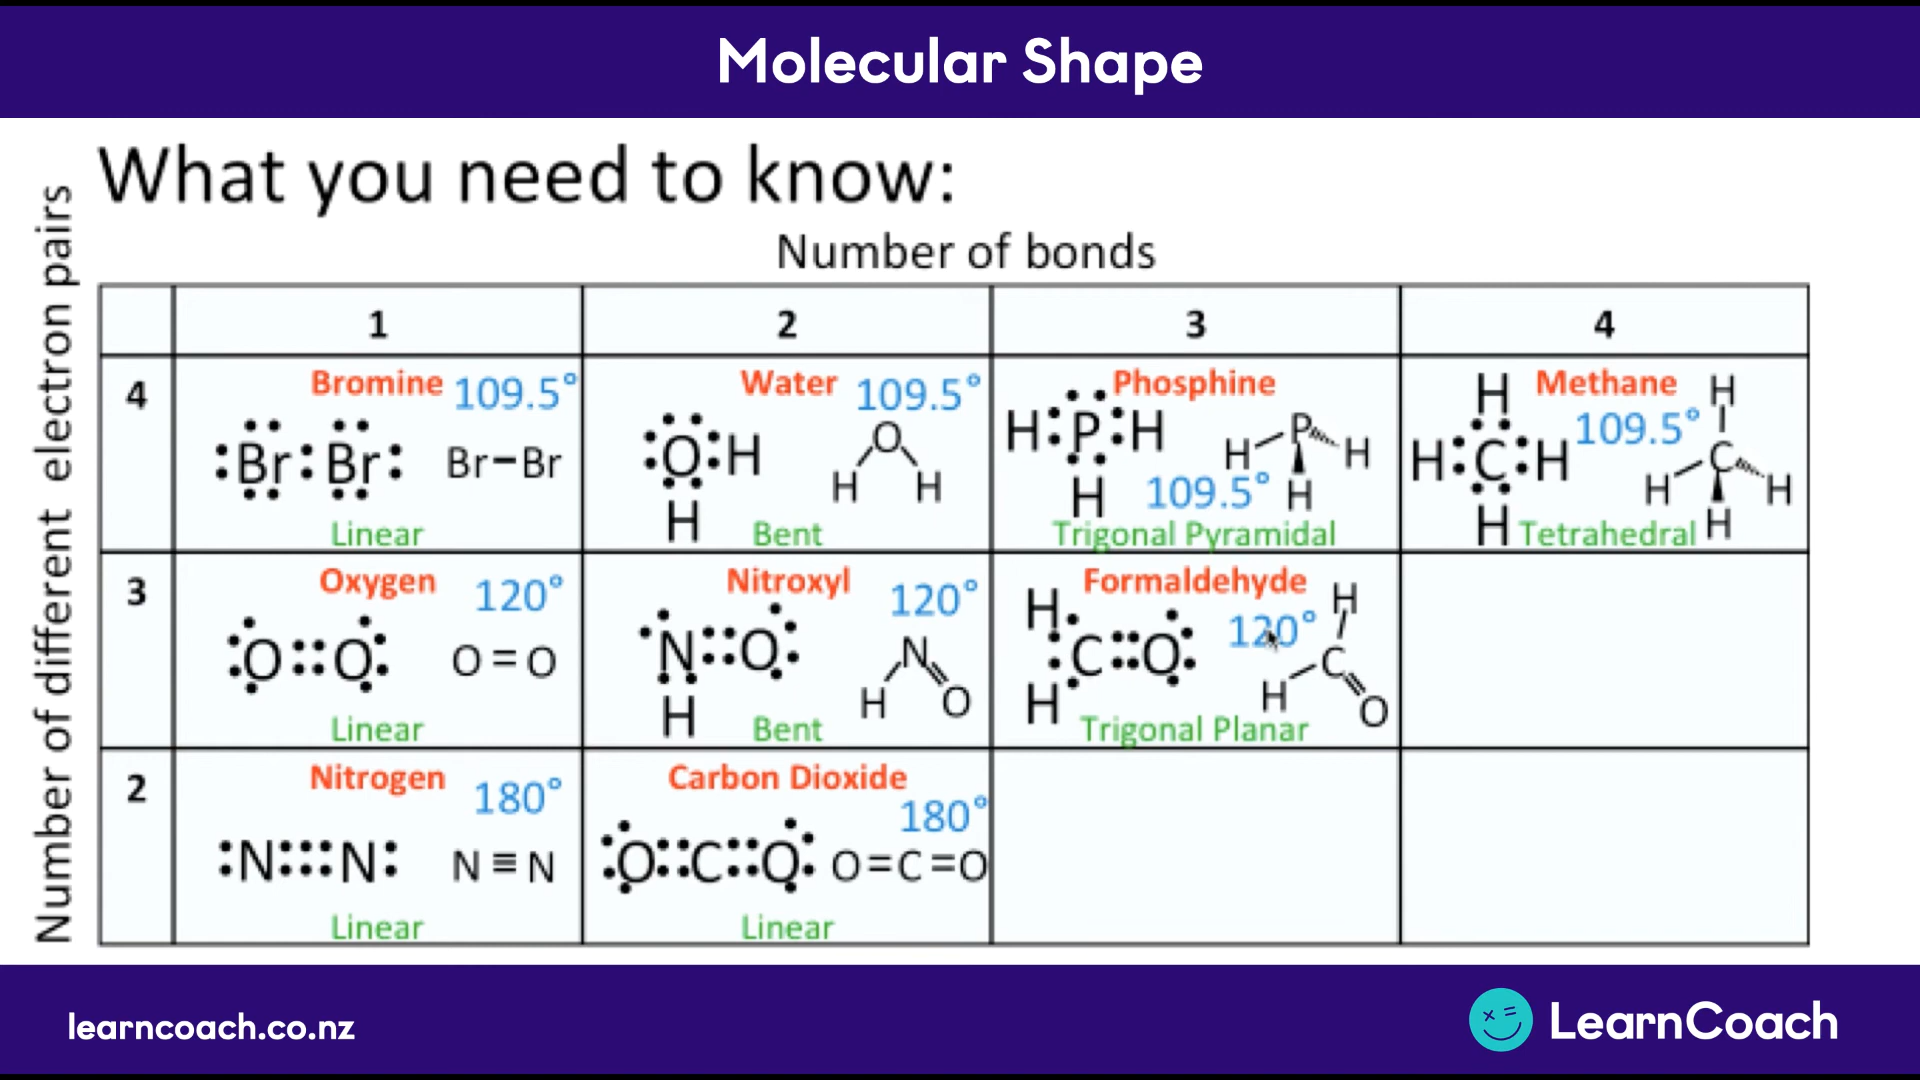 Molecular Shape
What you need to know:
Number of bonds
Number of different electron pairs
1 2 3 4
4
Bromine 109.5°
Br Br Br-Br
Linear
Water 109.5°
O H O
H H
H
Bent
Phosphine
H P H P
H H
H 109.5° H
Trigonal Pyramidal
H Methane H
109.5°
H C H C
H H
H Tetrahedral H
3
Oxygen 120°
O O O=O
Linear
Nitroxyl 120°
N O N
H H O
Bent
Formaldehyde
H H
120°
C O C
H H O
Trigonal Planar
2
Nitrogen 180°
N N N≡N
Linear
Carbon Dioxide
180°
O C O O=C=O
Linear
learncoach.co.nz
LearnCoach